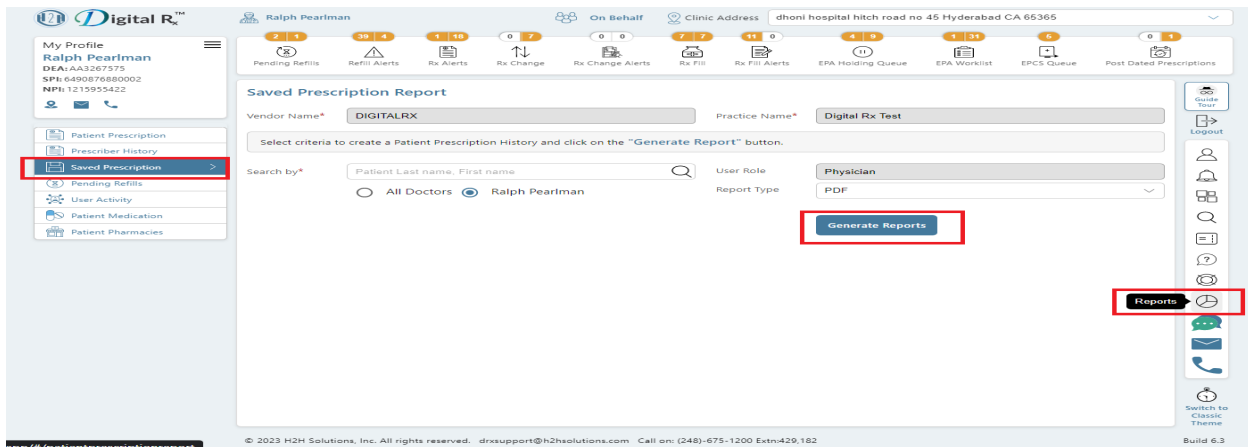 H2H Digital Rx™
Ralph Pearlman
On Behalf
Clinic Address
dhoni hospital hitch road no 45 Hyderabad CA 65365
My Profile
Ralph Pearlman
DEA: AA3267575
SPI: 6490876880002
NPI: 1215955422
2 1
Pending Refills
39 4
Refill Alerts
1 18
Rx Alerts
0 7
Rx Change
0 0
Rx Change Alerts
7 7
Rx Fill
11 0
Rx Fill Alerts
4 9
EPA Holding Queue
1 31
EPA Worklist
6
EPCS Queue
0 1
Post Dated Prescriptions
Patient Prescription
Prescriber History
Saved Prescription >
Pending Refills
User Activity
Patient Medication
Patient Pharmacies
Saved Prescription Report
Vendor Name* DIGITALRX Practice Name* Digital Rx Test
Select criteria to create a Patient Prescription History and click on the "Generate Report" button.
Search by* Patient Last name, First name User Role Physician
All Doctors Ralph Pearlman Report Type PDF
Generate Reports
Guide
Tour
Logout
Reports
Switch to
Classic
Theme
© 2023 H2H Solutions, Inc. All rights reserved. drxsupport@h2hsolutions.com Call on: (248)-675-1200 Extn:429,182
Build 6.3